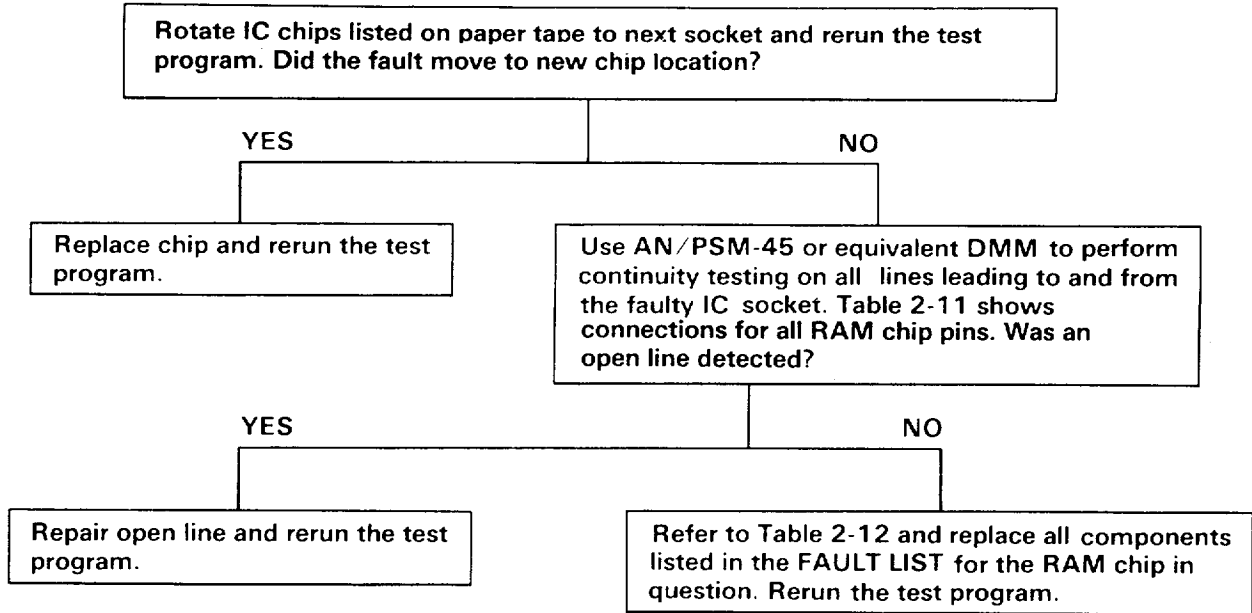 Rotate IC chips listed on paper tape to next socket and rerun the test
program. Did the fault move to new chip location?
YES
NO
Replace chip and rerun the test
program.
Use AN/PSM-45 or equivalent DMM to perform
continuity testing on all lines leading to and from
the faulty IC socket. Table 2-11 shows
connections for all RAM chip pins. Was an
open line detected?
YES
NO
Repair open line and rerun the test
program.
Refer to Table 2-12 and replace all components
listed in the FAULT LIST for the RAM chip in
question. Rerun the test program.